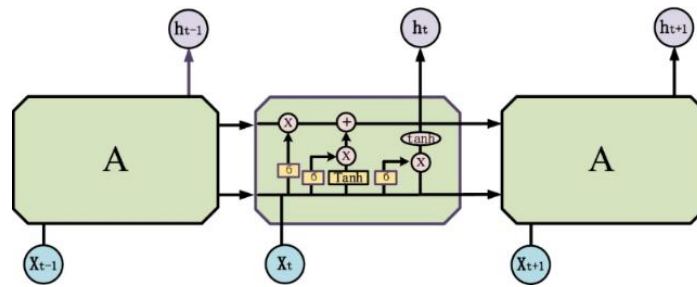 ht-1 ht ht+1
x + tanh
A x x A
б б Tanh б
Xt-1 Xt Xt+1